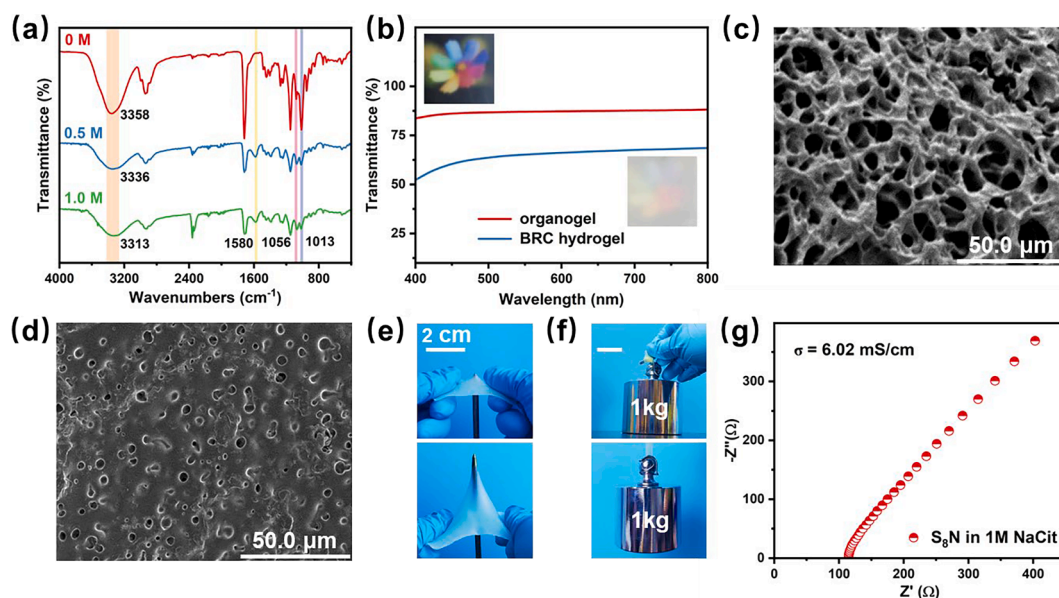 (a)
0 M
3358
0.5 M
3336
1.0 M
3313
1580
1056
1013
Transmittance (%)
4000 3200 2400 1600 800
Wavenumbers (cm⁻¹)
(b)
Transmittance (%)
100
75
50
25
organogel
BRC hydrogel
400 500 600 700 800
Wavelength (nm)
(c)
50.0 μm
(d)
50.0 μm
(e)
2 cm
(f)
1kg
1kg
(g)
σ = 6.02 mS/cm
-Z''(Ω)
-300
-200
-100
0
S₈N in 1M NaCit
0 100 200 300 400
Z' (Ω)